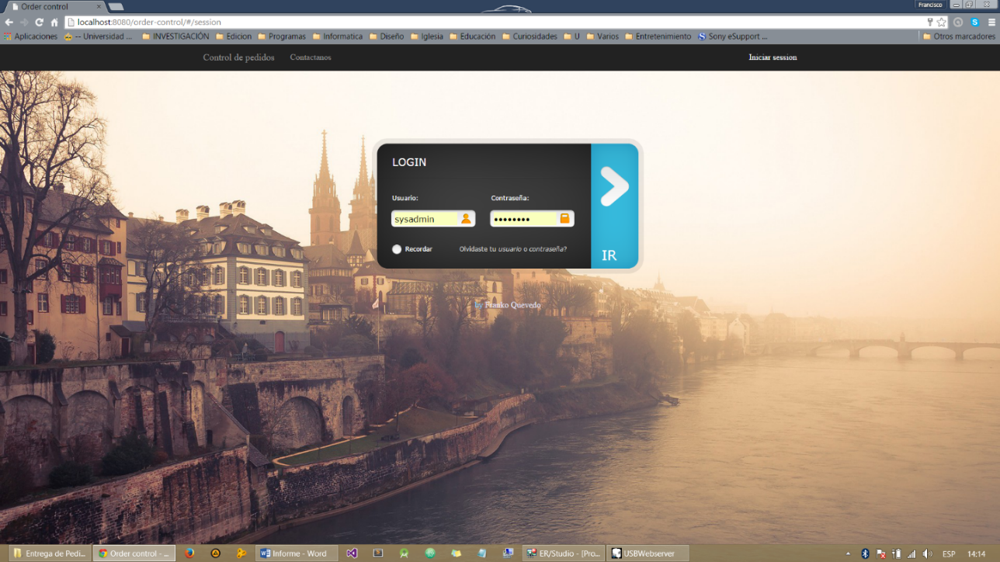 Order control
Francisco
localhost:8080/order-control/#/session
Aplicaciones -- Universidad ... INVESTIGACIÓN Edicion Programas Informatica Diseño Iglesia Educación Curiosidades U Varios Entretenimiento Sony eSupport ... Otros marcadores
Control de pedidos Contactanos Iniciar session
LOGIN
Usuario: Contraseña:
sysadmin ••••••••
Recordar Olvidaste tu usuario o contraseña?
IR
by Franko Quevedo
Entrega de Pedi... Order control - ... Informe - Word ER/Studio - [Pro... USBWebserver ESP 14:14